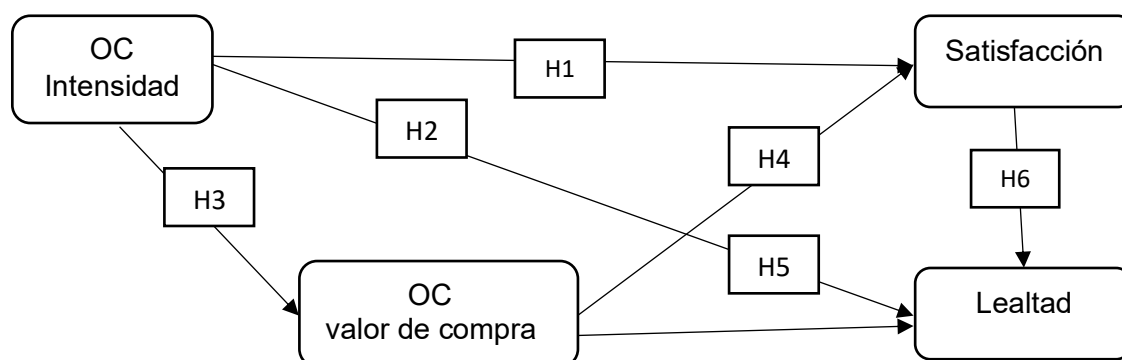 OC
Intensidad
H1
Satisfacción
H2
H4
H3
H6
H5
OC
valor de compra
Lealtad